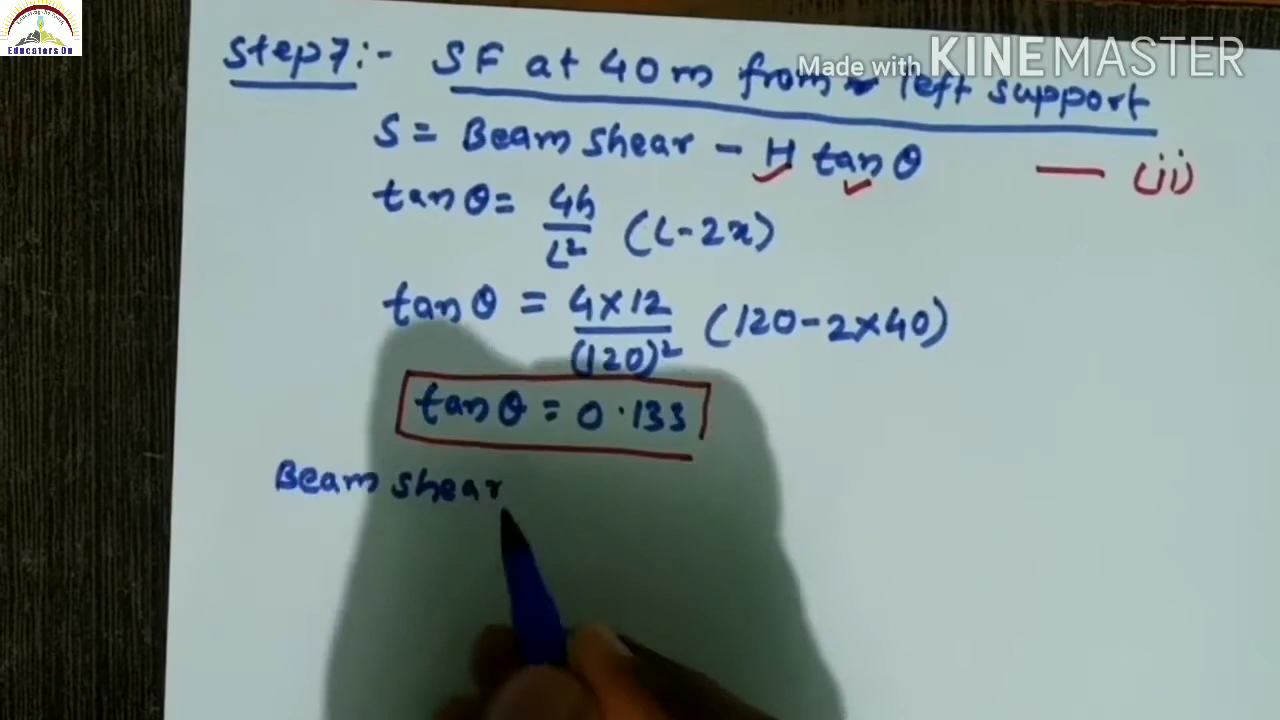 Educators On
Made with KINEMASTER
Step 7:- SF at 40m from left support
S = Beam shear - H tan θ — (ii)
tan θ = 4h/L² (L-2x)
tan θ = 4×12/(120)² (120-2×40)
tan θ = 0.133
Beam shear